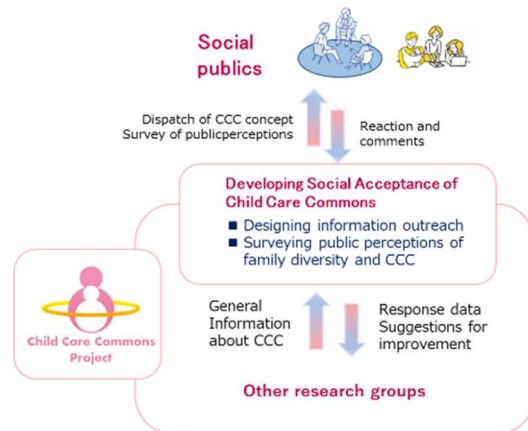 Social
publics
Dispatch of CCC concept
Survey of publicperceptions
Reaction and
comments
Developing Social Acceptance of
Child Care Commons
■ Designing information outreach
■ Surveying public perceptions of
family diversity and CCC
General
Information
about CCC
Response data
Suggestions for
improvement
Child Care Commons
Project
Other research groups